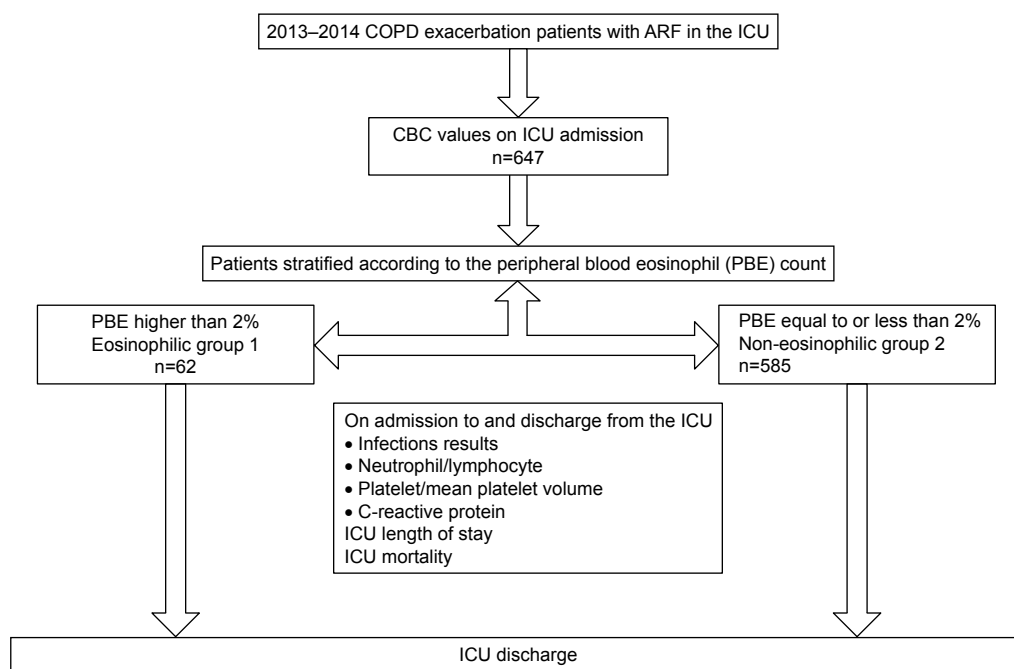 2013–2014 COPD exacerbation patients with ARF in the ICU
CBC values on ICU admission
n=647
Patients stratified according to the peripheral blood eosinophil (PBE) count
PBE higher than 2%
Eosinophilic group 1
n=62
PBE equal to or less than 2%
Non-eosinophilic group 2
n=585
On admission to and discharge from the ICU
• Infections results
• Neutrophil/lymphocyte
• Platelet/mean platelet volume
• C-reactive protein
ICU length of stay
ICU mortality
ICU discharge